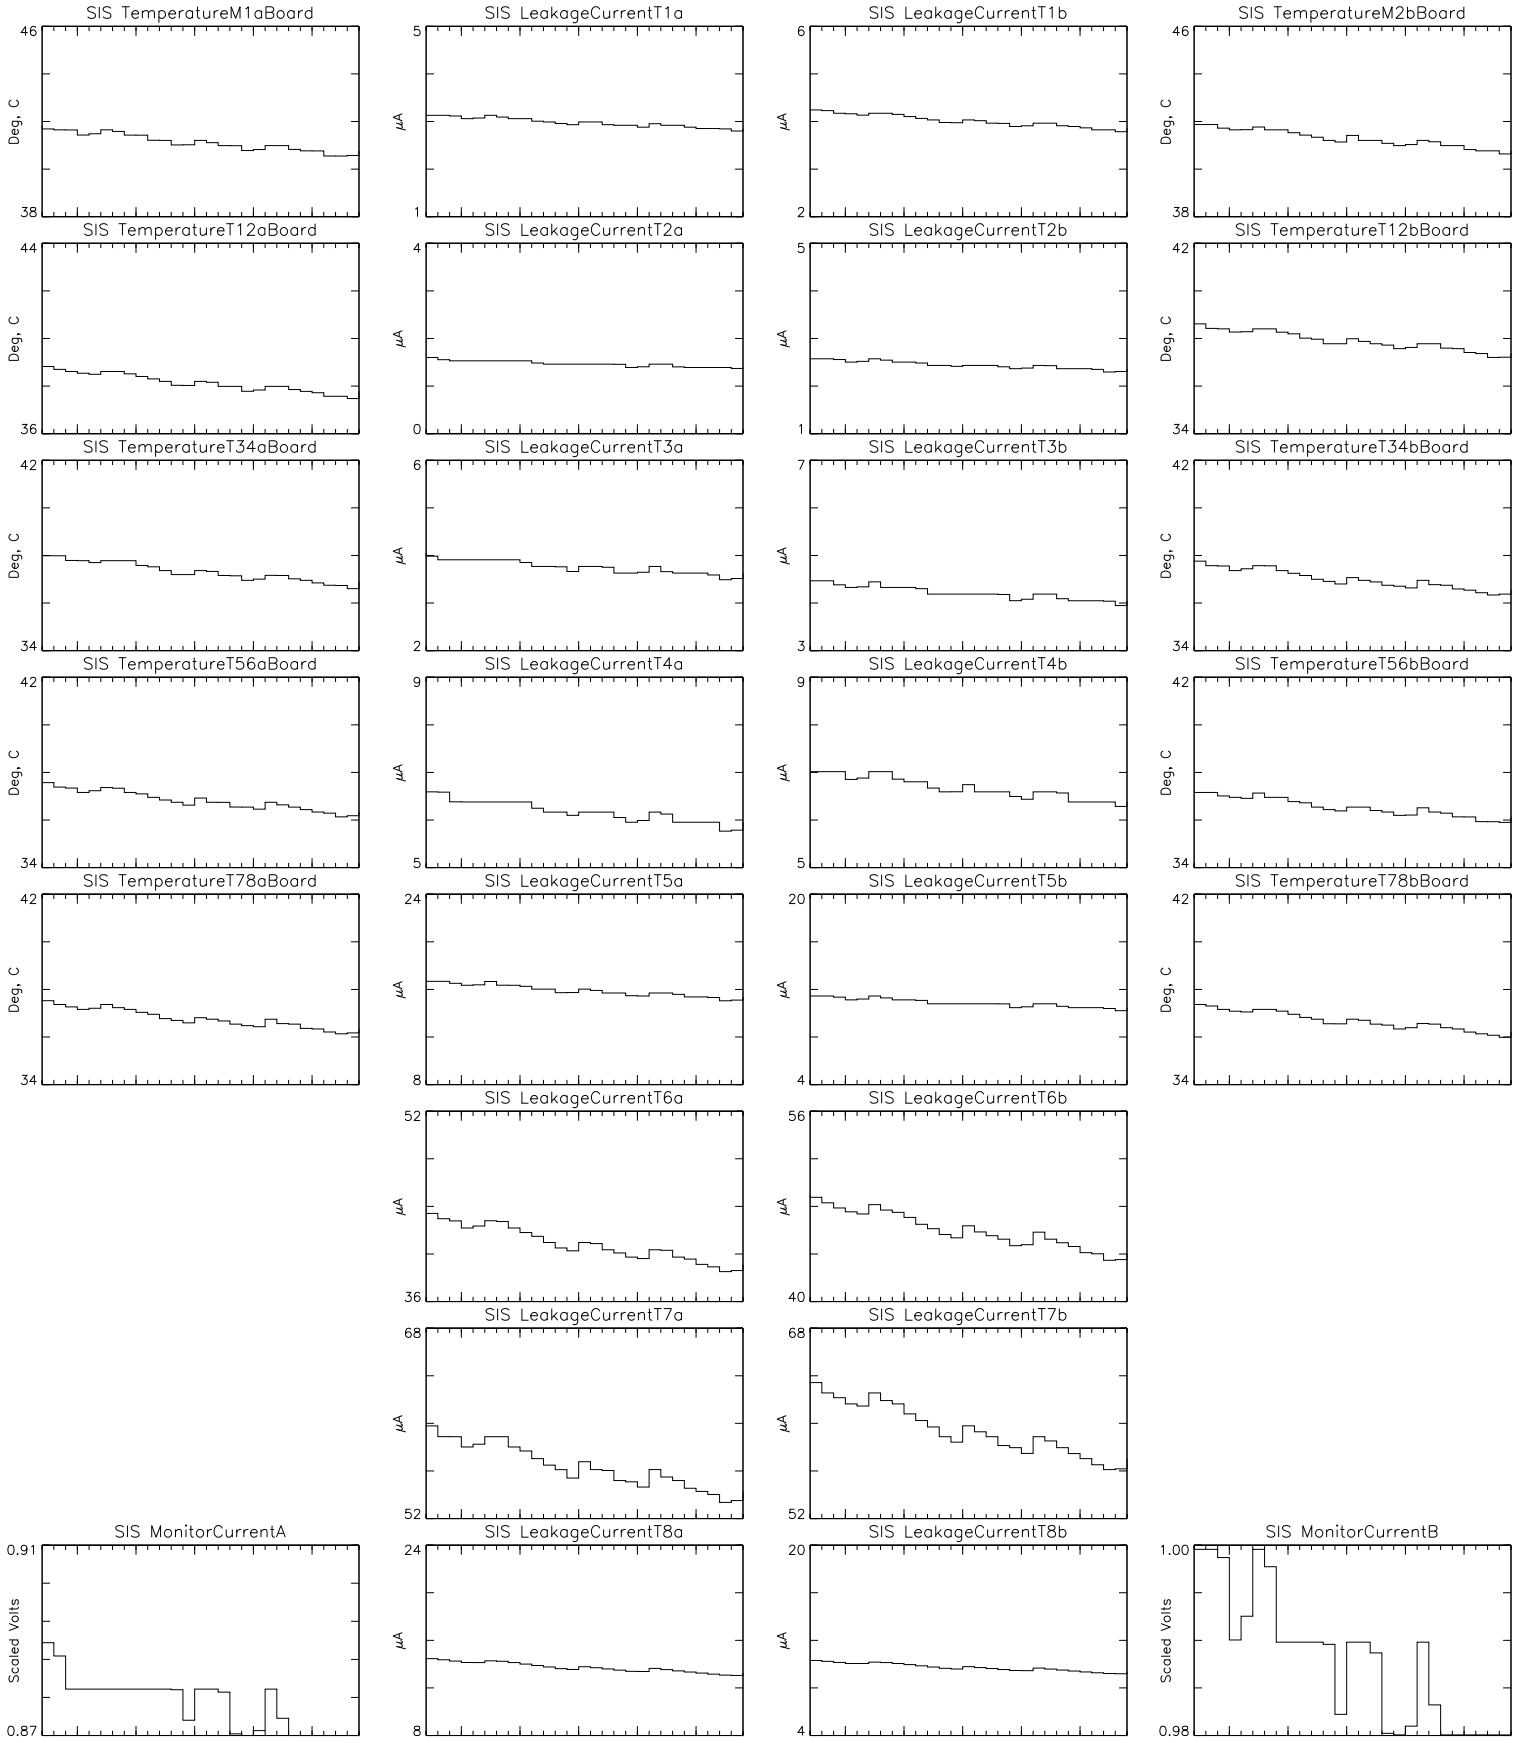 SIS TemperatureM1aBoard
46
Deg, C
38
SIS LeakageCurrentT1a
5
μA
1
SIS LeakageCurrentT1b
6
μA
2
SIS TemperatureM2bBoard
46
Deg, C
38
SIS TemperatureT12aBoard
44
Deg, C
36
SIS LeakageCurrentT2a
4
μA
0
SIS LeakageCurrentT2b
5
μA
1
SIS TemperatureT12bBoard
42
Deg, C
34
SIS TemperatureT34aBoard
42
Deg, C
34
SIS LeakageCurrentT3a
6
μA
2
SIS LeakageCurrentT3b
7
μA
3
SIS TemperatureT34bBoard
42
Deg, C
34
SIS TemperatureT56aBoard
42
Deg, C
34
SIS LeakageCurrentT4a
9
μA
5
SIS LeakageCurrentT4b
9
μA
5
SIS TemperatureT56bBoard
42
Deg, C
34
SIS TemperatureT78aBoard
42
Deg, C
34
SIS LeakageCurrentT5a
24
μA
8
SIS LeakageCurrentT5b
20
μA
4
SIS TemperatureT78bBoard
42
Deg, C
34
SIS LeakageCurrentT6a
52
μA
36
SIS LeakageCurrentT6b
56
μA
40
SIS LeakageCurrentT7a
68
μA
52
SIS LeakageCurrentT7b
68
μA
52
SIS MonitorCurrentA
0.91
Scaled Volts
0.87
SIS LeakageCurrentT8a
24
μA
8
SIS LeakageCurrentT8b
20
μA
4
SIS MonitorCurrentB
1.00
Scaled Volts
0.98